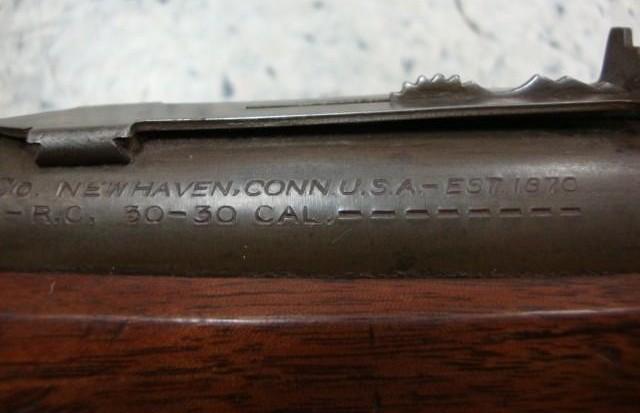 Co. NEW HAVEN, CONN. U.S.A.-EST. 1870
-R.C. 30-30 CAL.--------